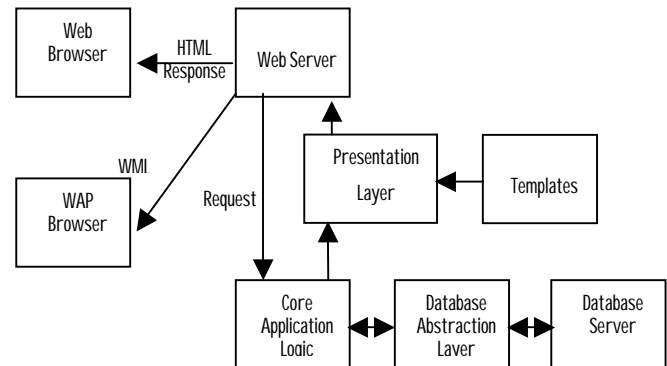 Web
Browser
HTML
Response
Web Server
WML
WAP
Browser
Request
Presentation
Layer
Templates
Core
Application
Logic
Database
Abstraction
Layer
Database
Server